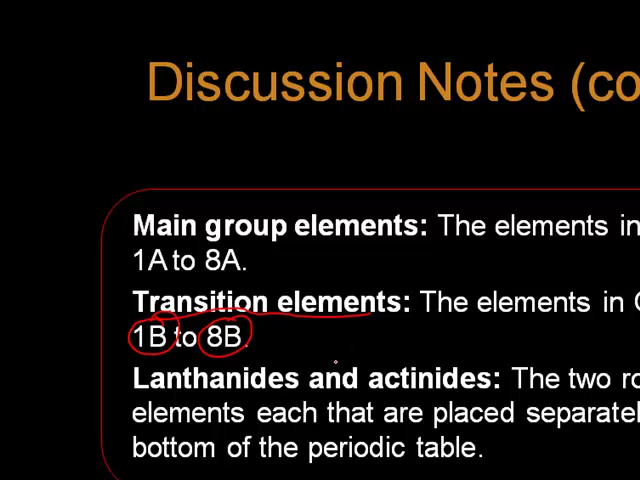 Discussion Notes (co
Main group elements: The elements in
1A to 8A.
Transition elements: The elements in
1B to 8B.
Lanthanides and actinides: The two ro
elements each that are placed separatel
bottom of the periodic table.